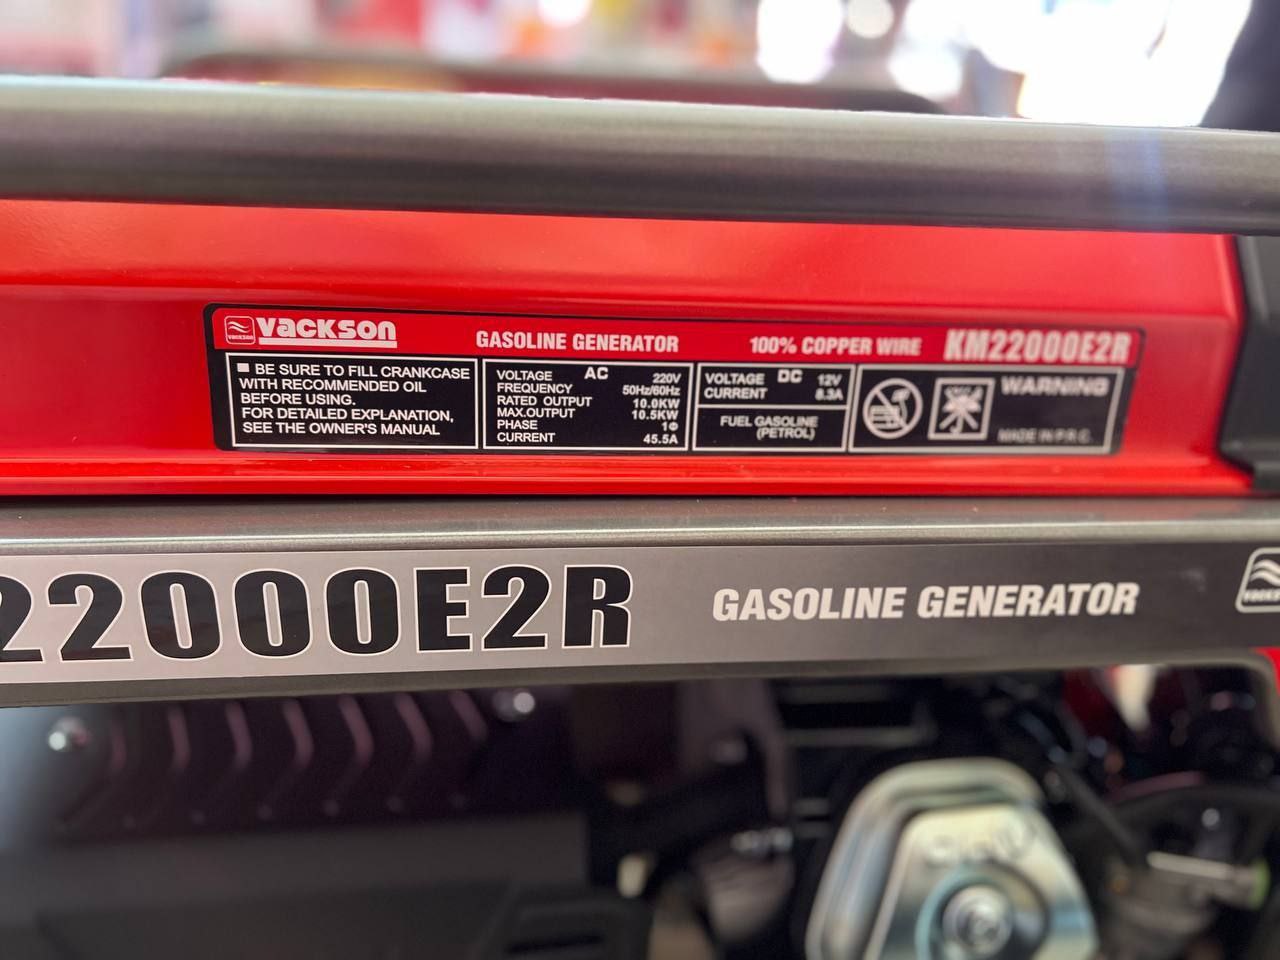 vackson
VACKSON
GASOLINE GENERATOR
100% COPPER WIRE
KM22000E2R
■ BE SURE TO FILL CRANKCASE
WITH RECOMMENDED OIL
BEFORE USING.
FOR DETAILED EXPLANATION,
SEE THE OWNER'S MANUAL
AC
VOLTAGE 220V
FREQUENCY 50Hz/60Hz
RATED OUTPUT 10.0KW
MAX.OUTPUT 10.5KW
PHASE 1Φ
CURRENT 45.5A
DC
VOLTAGE 12V
CURRENT 8.3A
FUEL GASOLINE
(PETROL)
WARNING
MADE IN P.R.C.
22000E2R
GASOLINE GENERATOR